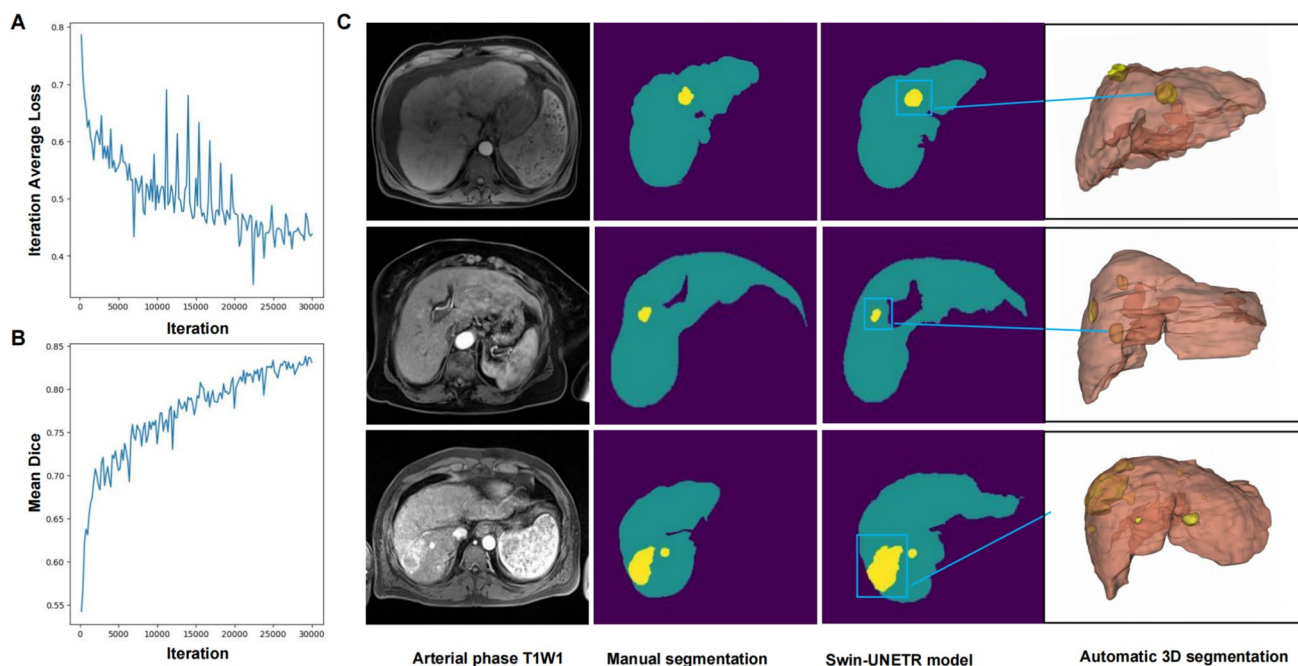 A
0.8
0.7
0.6
0.5
0.4
Iteration Average Loss
0 5000 10000 15000 20000 25000 30000
Iteration
B
0.85
0.80
0.75
0.70
0.65
0.60
0.55
Mean Dice
0 5000 10000 15000 20000 25000 30000
Iteration
C
Arterial phase T1W1 Manual segmentation Swin-UNETR model Automatic 3D segmentation